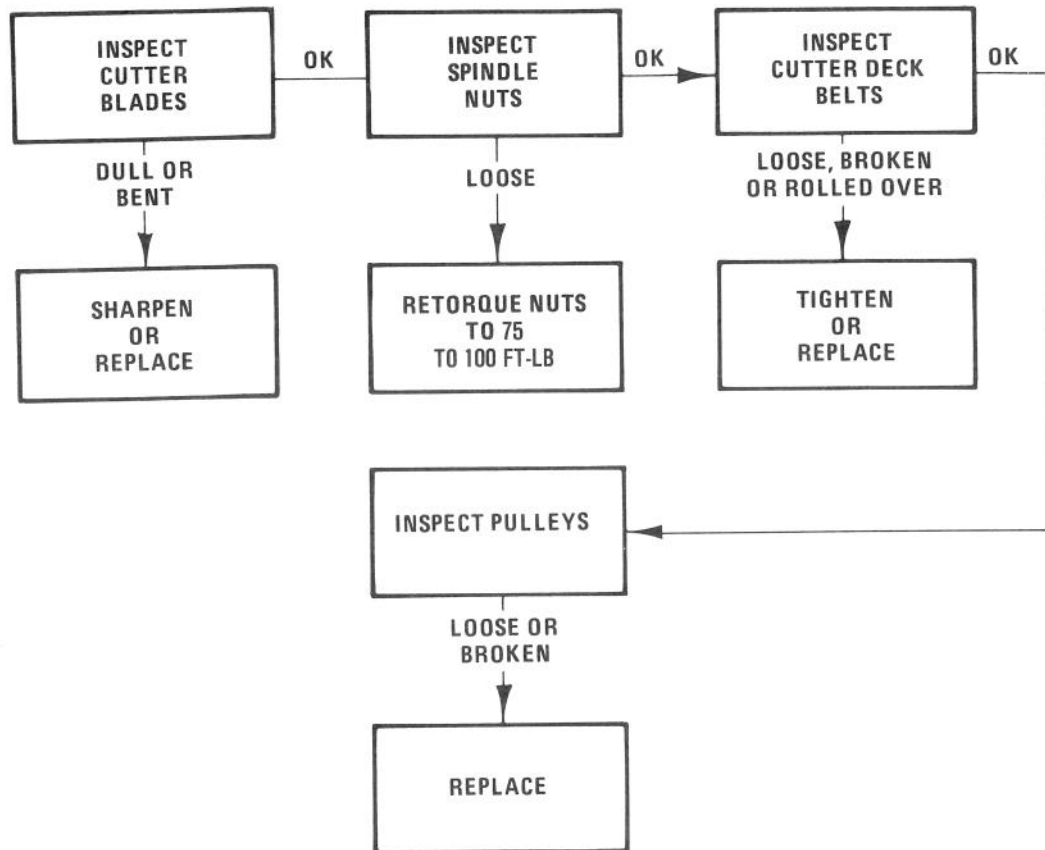 INSPECT
CUTTER
BLADES
OK
INSPECT
SPINDLE
NUTS
OK
INSPECT
CUTTER DECK
BELTS
OK
DULL OR
BENT
LOOSE
LOOSE, BROKEN
OR ROLLED OVER
SHARPEN
OR
REPLACE
RETORQUE NUTS
TO 75
TO 100 FT-LB
TIGHTEN
OR
REPLACE
INSPECT PULLEYS
LOOSE OR
BROKEN
REPLACE